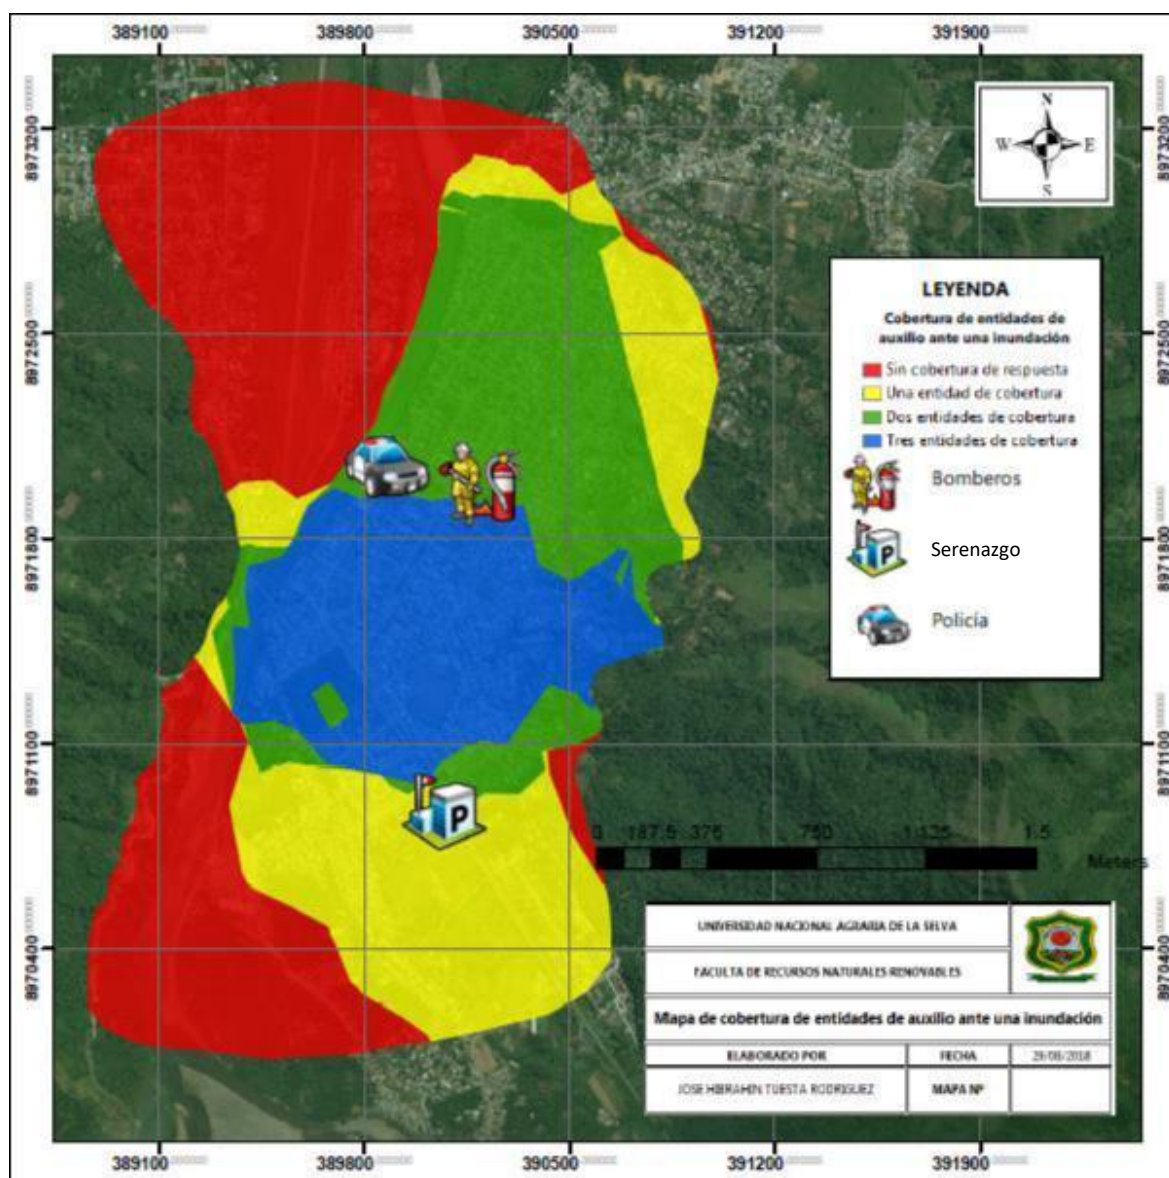 389100 389800 390500 391200 391900
8973200 8973200
N
W E
S
LEYENDA
Cobertura de entidades de
auxilio ante una inundación
8972500 8972500
Sin cobertura de respuesta
Una entidad de cobertura
Dos entidades de cobertura
Tres entidades de cobertura
Bomberos
8971800 8971800
Serenazgo
Policía
8971100 8971100
P
0 187.5 375 750 1.125 1.5
Meters
UNIVERSIDAD NACIONAL AGRARIA DE LA SELVA
8970400 8970400
FACULTA DE RECURSOS NATURALES RENOVABLES
Mapa de cobertura de entidades de auxilio ante una inundación
ELABORADO POR FECHA 29/08/2018
JOSE HIBRAHIN TUESTA RODRIGUEZ MAPA Nº
389100 389800 390500 391200 391900